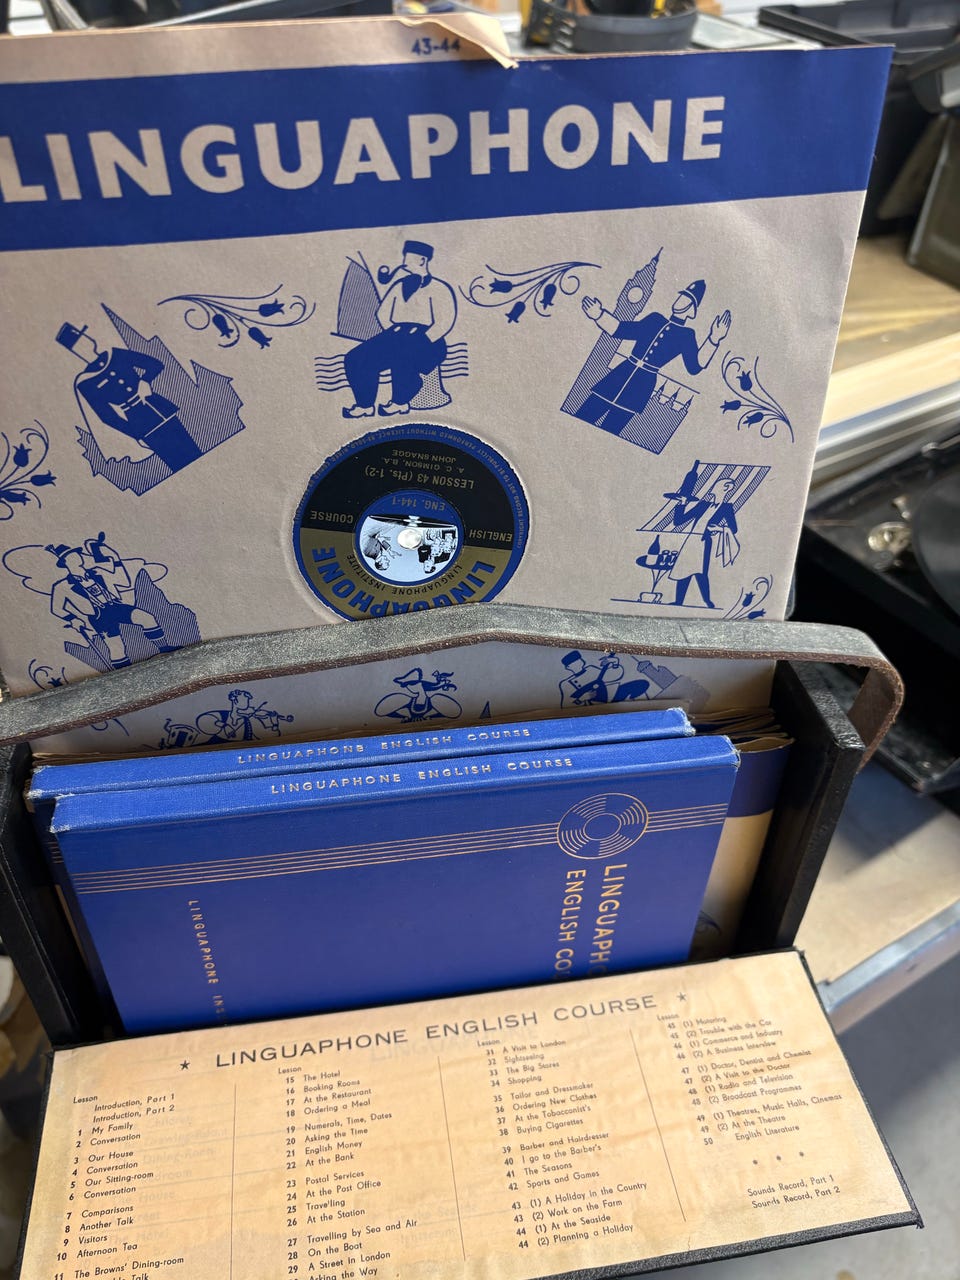 43-44
LINGUAPHONE
LINGUAPHONE
LINGUAPHONE INSTITUTE
ENGLISH
COURSE
ENG. 144-1
LESSON 43 (Pts. 1-2)
A. C. GIMSON, B.A.
JOHN SNAGGE
LINGUAPHONE ENGLISH COURSE
LINGUAPHONE ENGLISH COURSE
LINGUAPHO
ENGLISH CO
LINGUAPHONE INS
★ LINGUAPHONE ENGLISH COURSE ★
Lesson
Introduction, Part 1
Introduction, Part 2
1 My Family
2 Conversation
3 Our House
4 Conversation
5 Our Sitting-room
6 Conversation
7 Comparisons
8 Another Talk
9 Visitors
10 Afternoon Tea
11 The Browns' Dining-room
Talk
Lesson
15 The Hotel
16 Booking Rooms
17 At the Restaurant
18 Ordering a Meal
19 Numerals, Time, Dates
20 Asking the Time
21 English Money
22 At the Bank
23 Postal Services
24 At the Post Office
25 Travelling
26 At the Station
27 Travelling by Sea and Air
28 On the Boat
29 A Street in London
Asking the Way
Lesson
31 A Visit to London
32 Sightseeing
33 The Big Stores
34 Shopping
35 Tailor and Dressmaker
36 Ordering New Clothes
37 At the Tobacconist's
38 Buying Cigarettes
39 Barber and Hairdresser
40 I go to the Barber's
41 The Seasons
42 Sports and Games
43 (1) A Holiday in the Country
43 (2) Work on the Farm
44 (1) At the Seaside
44 (2) Planning a Holiday
Lesson
45 (1) Motoring
45 (2) Trouble with the Car
46 (1) Commerce and Industry
46 (2) A Business Interview
47 (1) Doctor, Dentist and Chemist
47 (2) A Visit to the Doctor
48 (1) Radio and Television
48 (2) Broadcast Programmes
49 (1) Theatres, Music Halls, Cinemas
49 (2) At the Theatre
50 English Literature
* * *
Sounds Record, Part 1
Sounds Record, Part 2